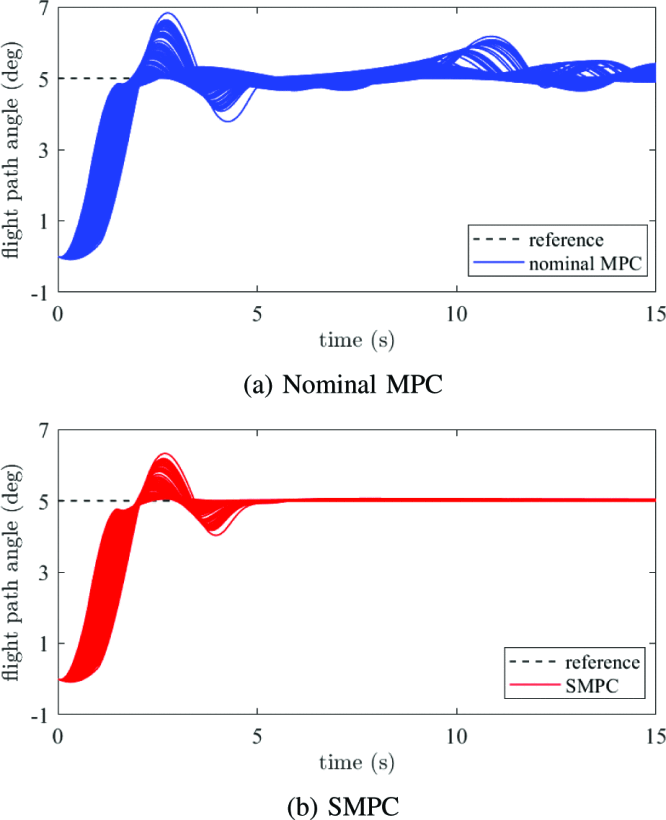 7
5
3
1
-1
flight path angle (deg)
reference
nominal MPC
0 5 10 15
time (s)
(a) Nominal MPC
7
5
3
1
-1
flight path angle (deg)
reference
SMPC
0 5 10 15
time (s)
(b) SMPC